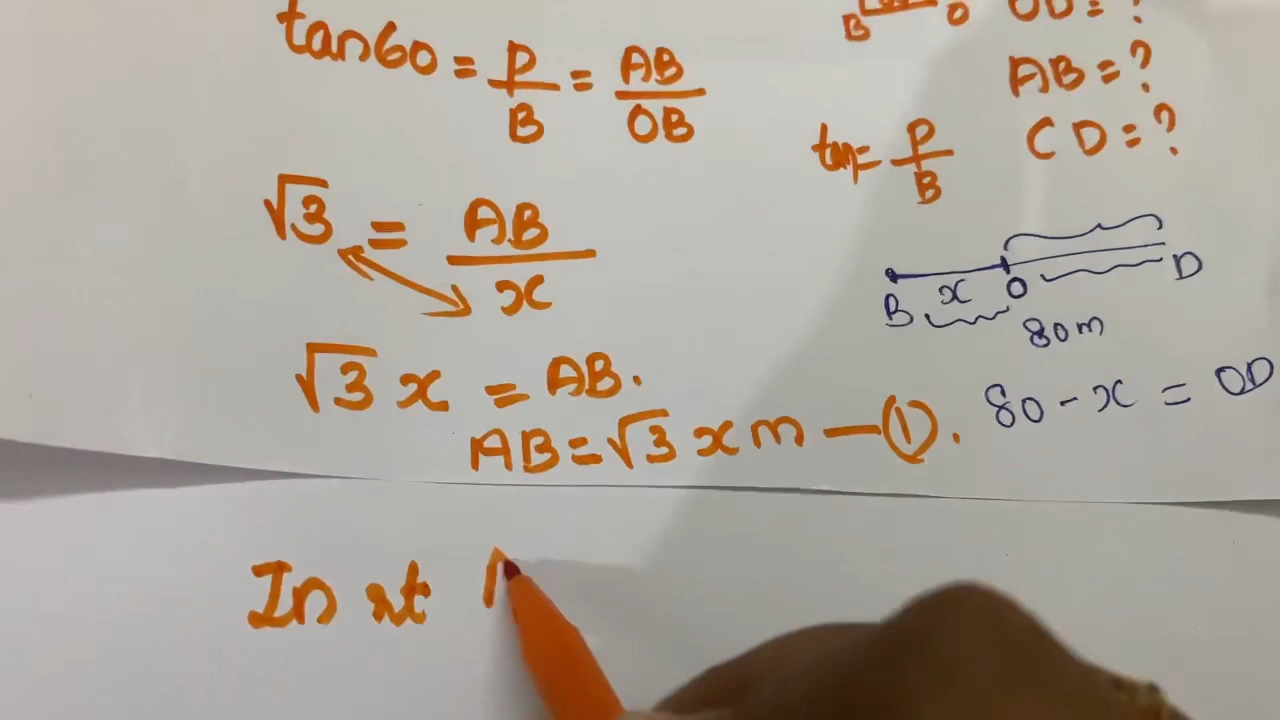 tan60 = P/B = AB/OB
√3 = AB/x
√3 x = AB.
AB = √3 x m — ①.
In rt
B O OD = ?
AB = ?
CD = ?
tan = P/B
B x O D
80m
80 - x = OD